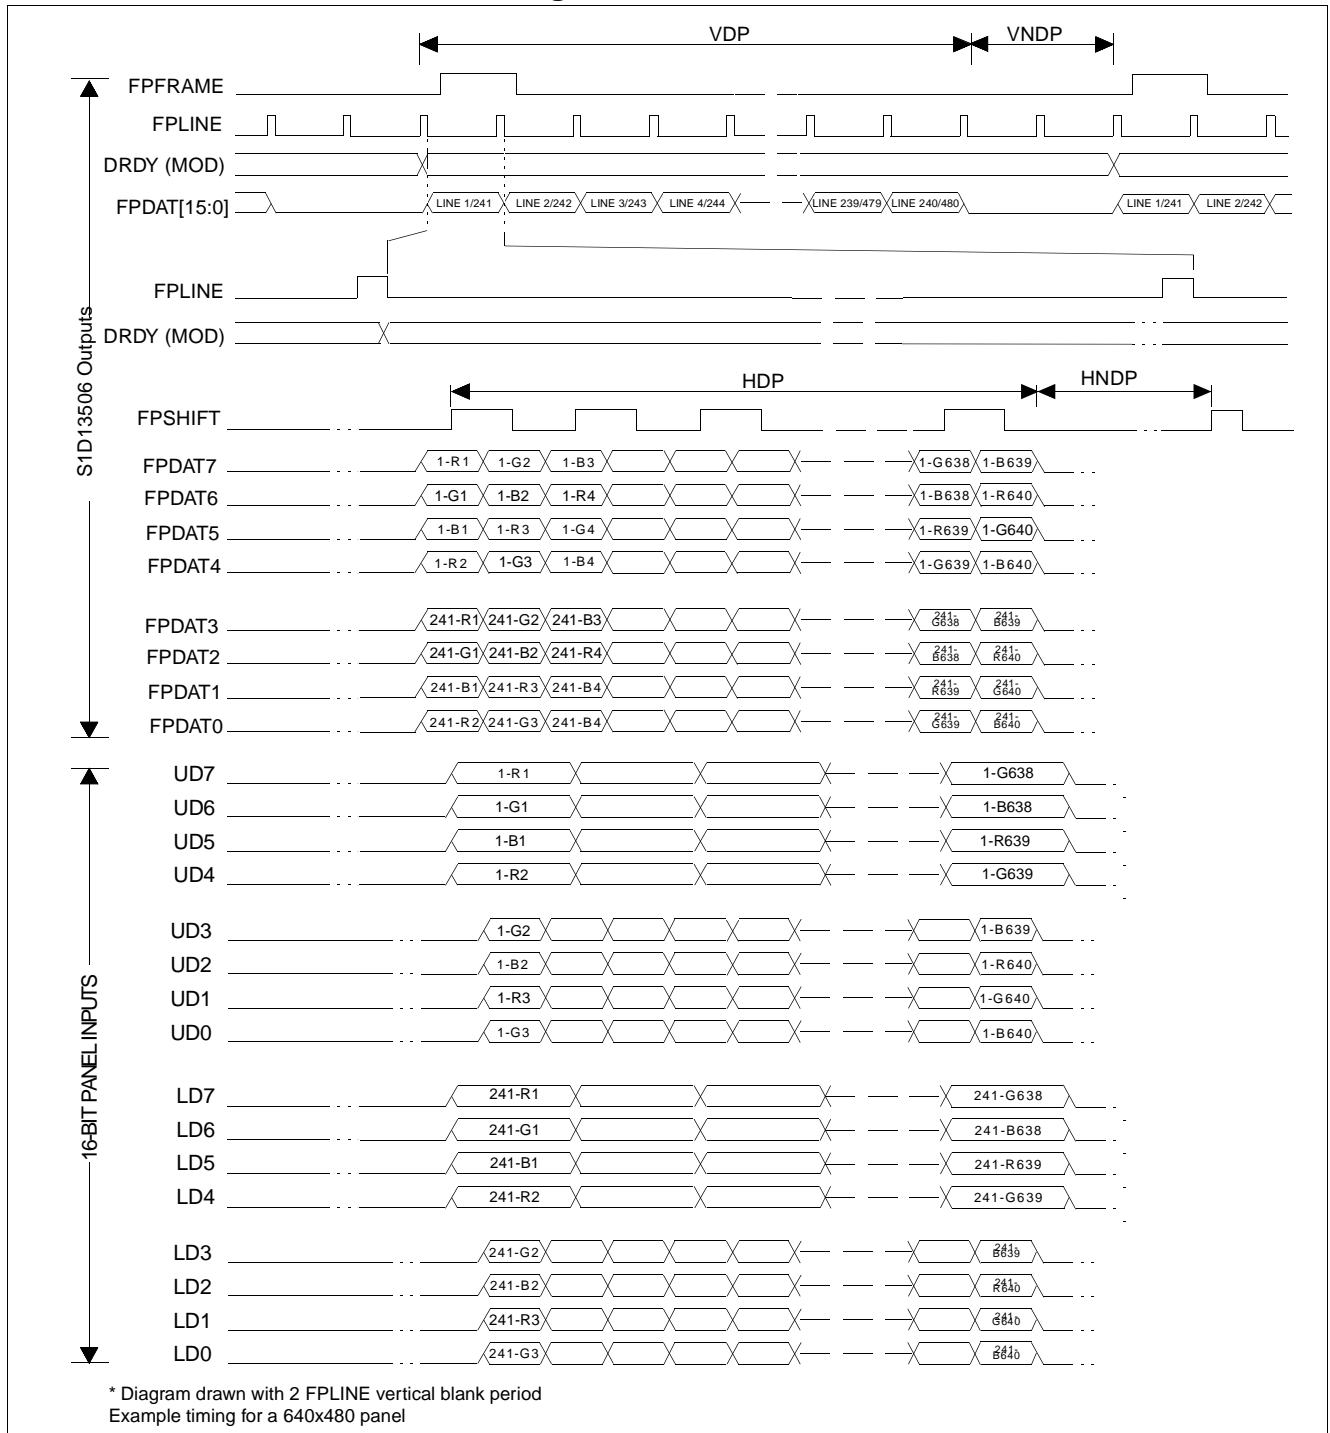 VDP VNDP
FPFRAME
FPLINE
DRDY (MOD)
FPDAT[15:0] LINE 1/241 LINE 2/242 LINE 3/243 LINE 4/244 LINE 239/479 LINE 240/480 LINE 1/241 LINE 2/242
FPLINE
DRDY (MOD)
HDP HNDP
FPSHIFT
S1D13506 Outputs
FPDAT7 1-R1 1-G2 1-B3 1-G638 1-B639
FPDAT6 1-G1 1-B2 1-R4 1-B638 1-R640
FPDAT5 1-B1 1-R3 1-G4 1-R639 1-G640
FPDAT4 1-R2 1-G3 1-B4 1-G639 1-B640
FPDAT3 241-R1 241-G2 241-B3 241-G638 241-B639
FPDAT2 241-G1 241-B2 241-R4 241-B638 241-R640
FPDAT1 241-B1 241-R3 241-B4 241-R639 241-G640
FPDAT0 241-R2 241-G3 241-B4 241-G639 241-B640
UD7 1-R1 1-G638
UD6 1-G1 1-B638
UD5 1-B1 1-R639
UD4 1-R2 1-G639
UD3 1-G2 1-B639
UD2 1-B2 1-R640
UD1 1-R3 1-G640
UD0 1-G3 1-B640
16-BIT PANEL INPUTS
LD7 241-R1 241-G638
LD6 241-G1 241-B638
LD5 241-B1 241-R639
LD4 241-R2 241-G639
LD3 241-G2 241-B639
LD2 241-B2 241-R640
LD1 241-R3 241-G640
LD0 241-G3 241-B640
* Diagram drawn with 2 FPLINE vertical blank period
Example timing for a 640x480 panel